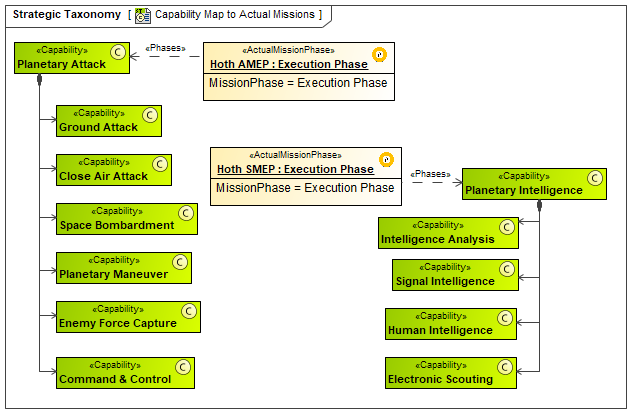 Strategic Taxonomy [ Capability Map to Actual Missions ]
«Capability»
C
Planetary Attack
«Phases»
«ActualMissionPhase»
P
Hoth AMEP : Execution Phase
MissionPhase = Execution Phase
«Capability»
C
Ground Attack
«Capability»
C
Close Air Attack
«Capability»
C
Space Bombardment
«Capability»
C
Planetary Maneuver
«Capability»
C
Enemy Force Capture
«Capability»
C
Command & Control
«ActualMissionPhase»
P
Hoth SMEP : Execution Phase
MissionPhase = Execution Phase
«Phases»
«Capability»
C
Planetary Intelligence
«Capability»
C
Intelligence Analysis
«Capability»
C
Signal Intelligence
«Capability»
C
Human Intelligence
«Capability»
C
Electronic Scouting